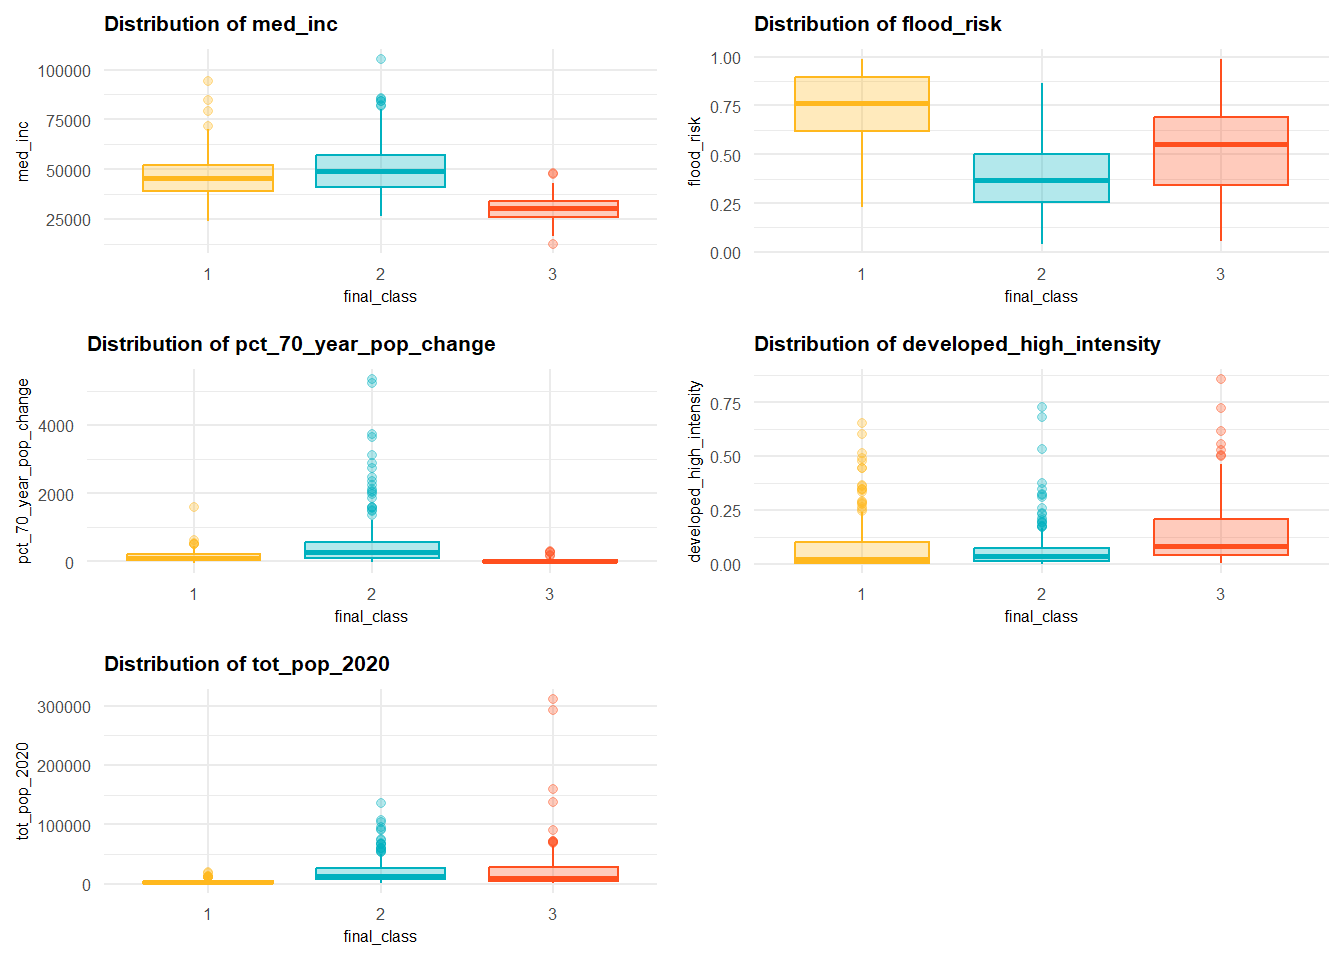 Distribution of med_inc
100000
75000
50000
25000
med_inc
1 2 3
final_class
Distribution of flood_risk
1.00
0.75
0.50
0.25
0.00
flood_risk
1 2 3
final_class
Distribution of pct_70_year_pop_change
4000
2000
0
pct_70_year_pop_change
1 2 3
final_class
Distribution of developed_high_intensity
0.75
0.50
0.25
0.00
developed_high_intensity
1 2 3
final_class
Distribution of tot_pop_2020
300000
200000
100000
0
tot_pop_2020
1 2 3
final_class